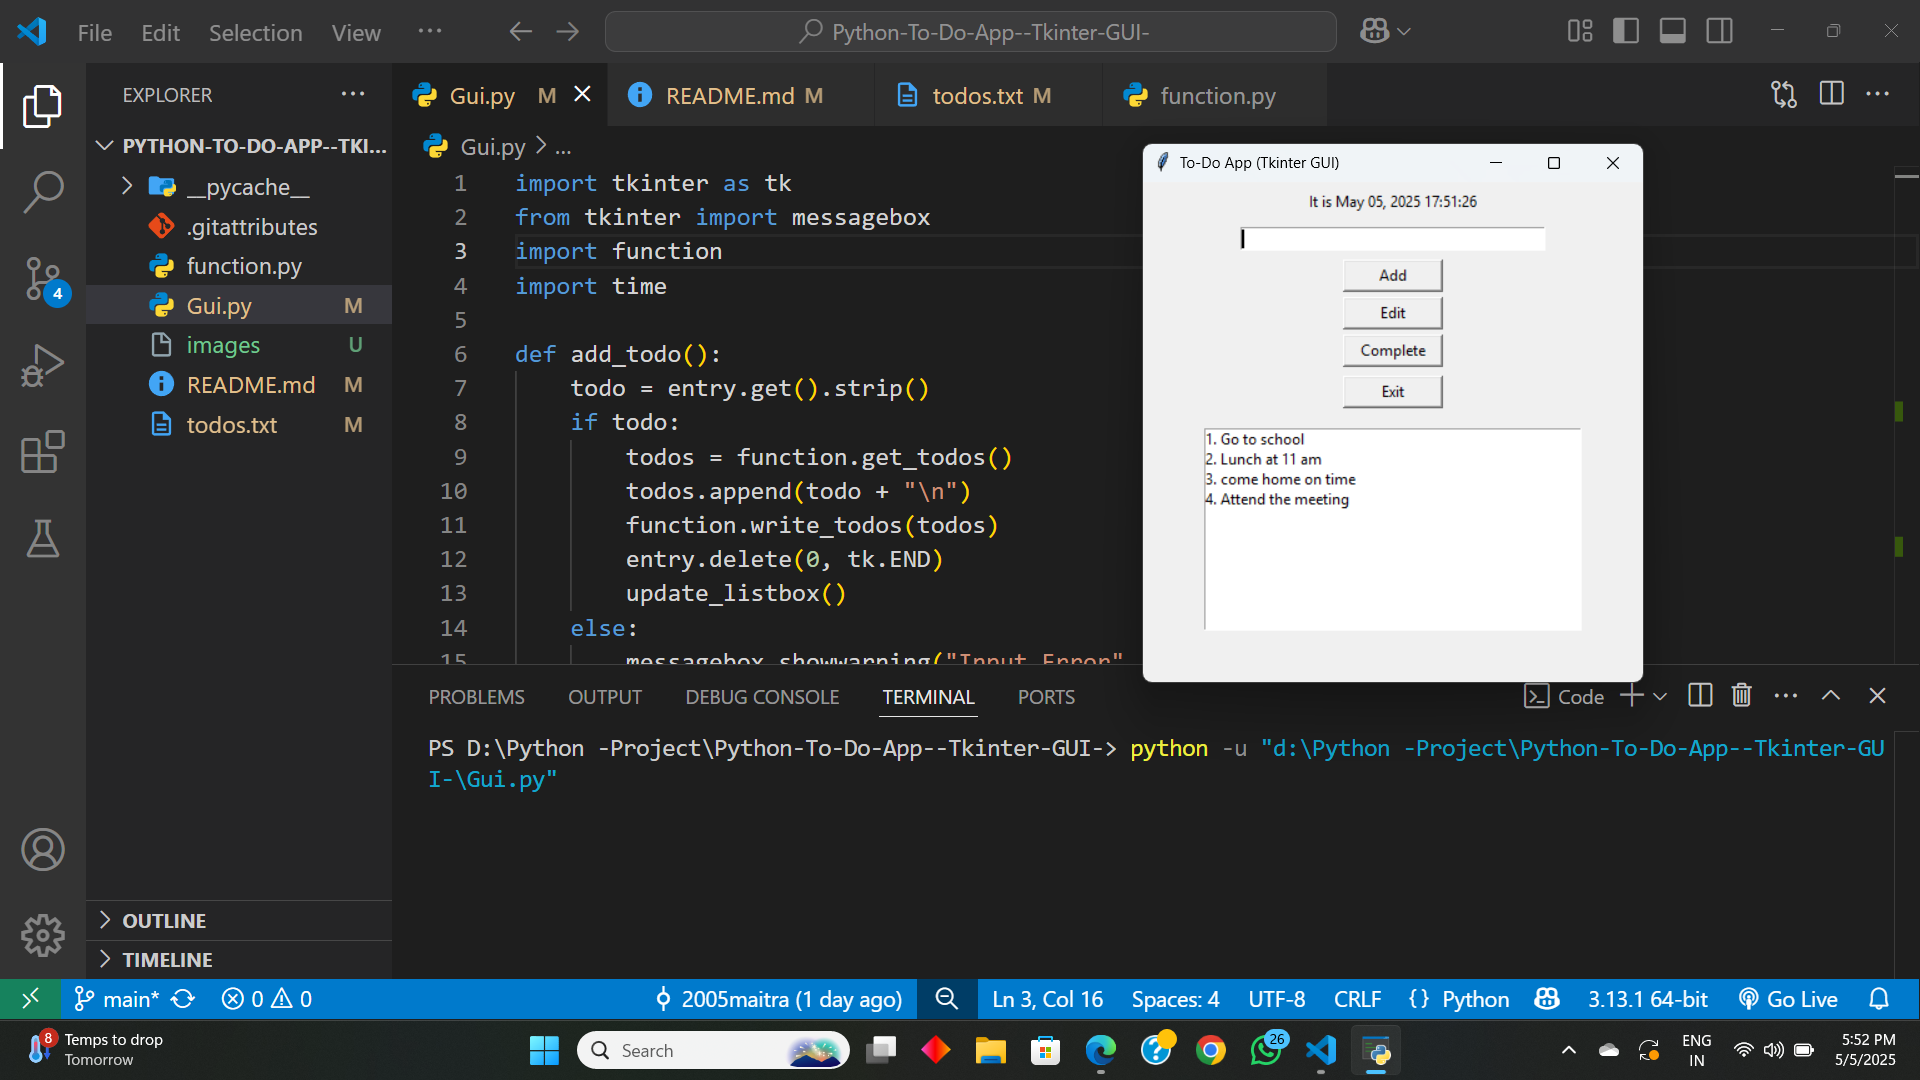 File Edit Selection View ...
Python-To-Do-App--Tkinter-GUI-
EXPLORER ...
PYTHON-TO-DO-APP--TKI...
__pycache__
.gitattributes
function.py
Gui.py M
images U
README.md M
todos.txt M
OUTLINE
TIMELINE
4
Gui.py M
README.md M
todos.txt M
function.py
Gui.py > ...
1 import tkinter as tk
2 from tkinter import messagebox
3 import function
4 import time
5
6 def add_todo():
7 todo = entry.get().strip()
8 if todo:
9 todos = function.get_todos()
10 todos.append(todo + "\n")
11 function.write_todos(todos)
12 entry.delete(0, tk.END)
13 update_listbox()
14 else:
15 messagebox.showwarning("Input Error"
To-Do App (Tkinter GUI)
It is May 05, 2025 17:51:26
Add
Edit
Complete
Exit
1. Go to school
2. Lunch at 11 am
3. come home on time
4. Attend the meeting
PROBLEMS OUTPUT DEBUG CONSOLE TERMINAL PORTS
Code
PS D:\Python -Project\Python-To-Do-App--Tkinter-GUI-> python -u "d:\Python -Project\Python-To-Do-App--Tkinter-GU
I-\Gui.py"
main* 0 0 2005maitra (1 day ago) Ln 3, Col 16 Spaces: 4 UTF-8 CRLF {} Python 3.13.1 64-bit Go Live
8
Temps to drop
Tomorrow
Search
26
ENG
IN
5:52 PM
5/5/2025